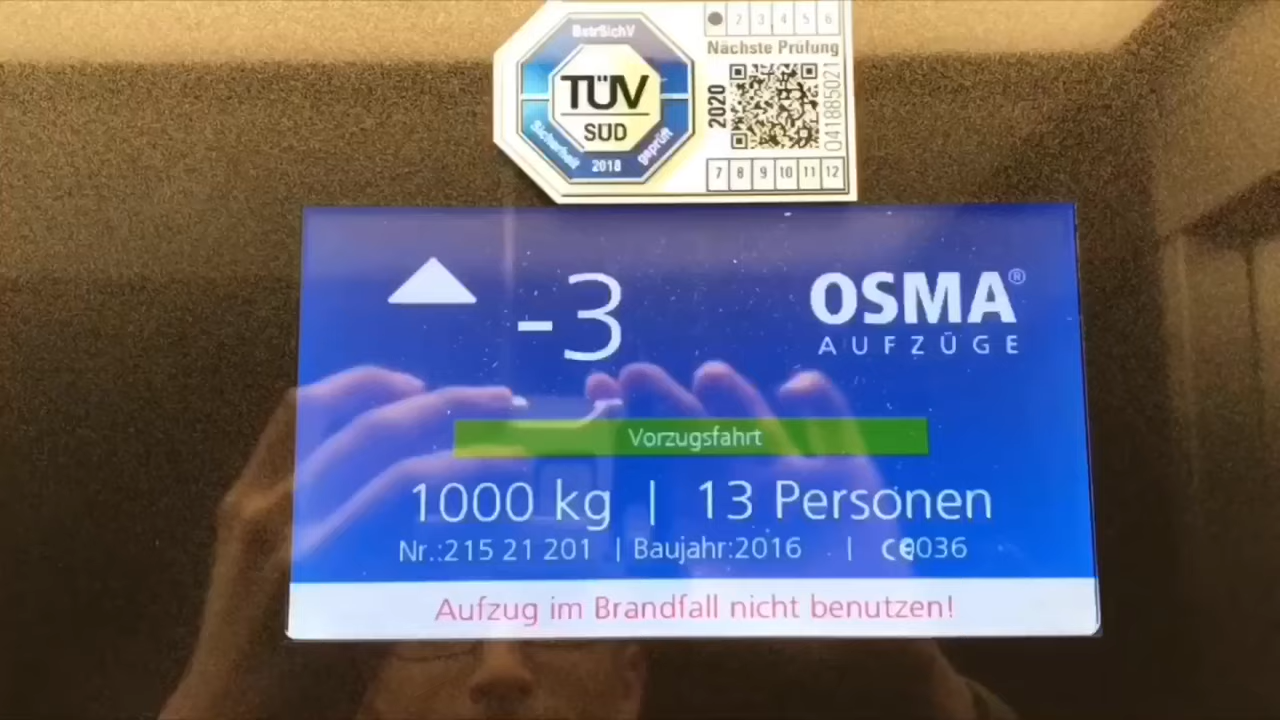 2 3 4 5 6
Nächste Prüfung
BetrSichV
TÜV
SÜD
Sicherheit
geprüft
2018
2020
041885021
7 8 9 10 11 12
-3
OSMA®
AUFZÜGE
Vorzugsfahrt
1000 kg | 13 Personen
Nr.:215 21 201 | Baujahr:2016 | CE0036
Aufzug im Brandfall nicht benutzen!